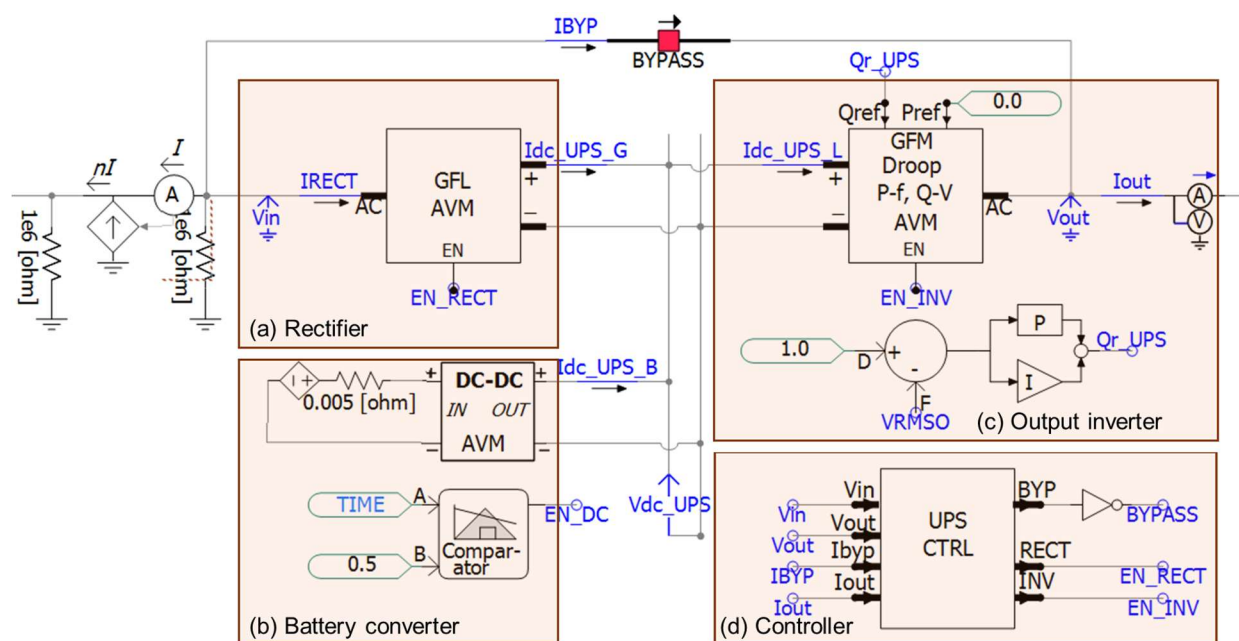 IBYP
BYPASS
Qr_UPS
0.0
Qref
Pref
I
nI
A
1e6 [ohm]
1e6 [ohm]
Vin
IRECT
AC
GFL
AVM
EN
+
−
Idc_UPS_G
EN_RECT
(a) Rectifier
Idc_UPS_L
+
−
GFM
Droop
P-f, Q-V
AVM
EN
AC
EN_INV
Vout
Iout
A
V
1.0
D
+
-
F
VRMSO
P
I
Qr_UPS
(c) Output inverter
Idc_UPS_B
0.005 [ohm]
− +
+
−
DC-DC
IN OUT
AVM
+
−
TIME
A
0.5
B
Compar-
ator
EN_DC
(b) Battery converter
Vdc_UPS
Vin
Vout
IBYP
Iout
Vin
Vout
Ibyp
Iout
UPS
CTRL
BYP
RECT
INV
BYPASS
EN_RECT
EN_INV
(d) Controller